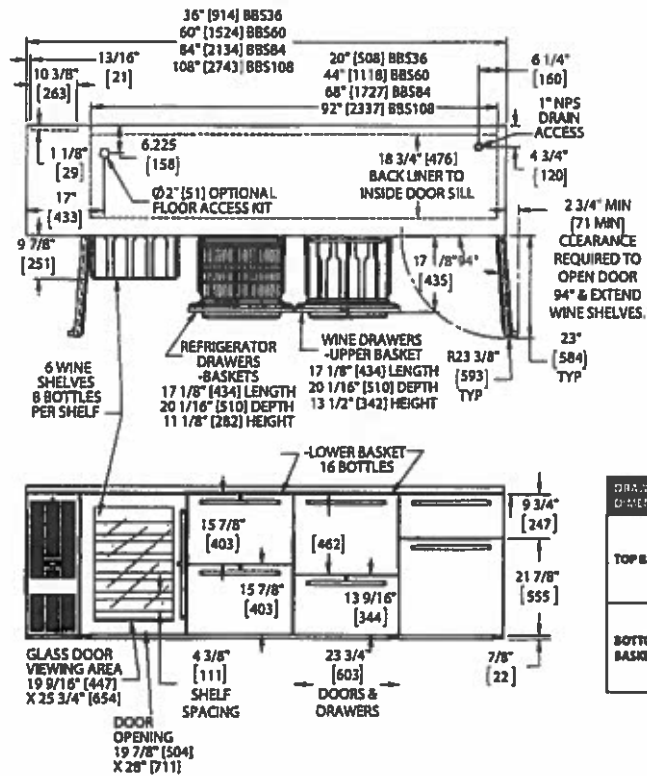 36" [914] BBS36
60" [1524] BBS60
84" [2134] BBS84
108" [2743] BBS108
13/16"
[21]
20" [508] BBS36
44" [1118] BBS60
68" [1727] BBS84
92" [2337] BBS108
6 1/4"
[160]
10 3/8"
[263]
1" NPS
DRAIN
ACCESS
1 1/8"
[29]
6.225
[158]
18 3/4" [476]
BACK LINER TO
INSIDE DOOR SILL
4 3/4"
[120]
17"
[433]
Ø2" [51] OPTIONAL
FLOOR ACCESS KIT
2 3/4" MIN
[71 MIN]
CLEARANCE
REQUIRED TO
OPEN DOOR
94° & EXTEND
WINE SHELVES.
9 7/8"
[251]
17 1/8" 94°
[435]
23"
[584]
TYP
R23 3/8"
[593]
TYP
6 WINE
SHELVES
8 BOTTLES
PER SHELF
REFRIGERATOR
DRAWERS
-BASKETS
17 1/8" [434] LENGTH
20 1/16" [510] DEPTH
11 1/8" [282] HEIGHT
WINE DRAWERS
-UPPER BASKET
17 1/8" [434] LENGTH
20 1/16" [510] DEPTH
13 1/2" [342] HEIGHT
-LOWER BASKET
16 BOTTLES
15 7/8"
[403]
[462]
9 3/4"
[247]
15 7/8"
[403]
13 9/16"
[344]
21 7/8"
[555]
GLASS DOOR
VIEWING AREA
19 9/16" [447]
X 25 3/4" [654]
4 3/8"
[111]
SHELF
SPACING
23 3/4"
[603]
DOORS &
DRAWERS
7/8"
[22]
DOOR
OPENING
19 7/8" [504]
X 28" [711]
TOP B
BOTTO
BASKE